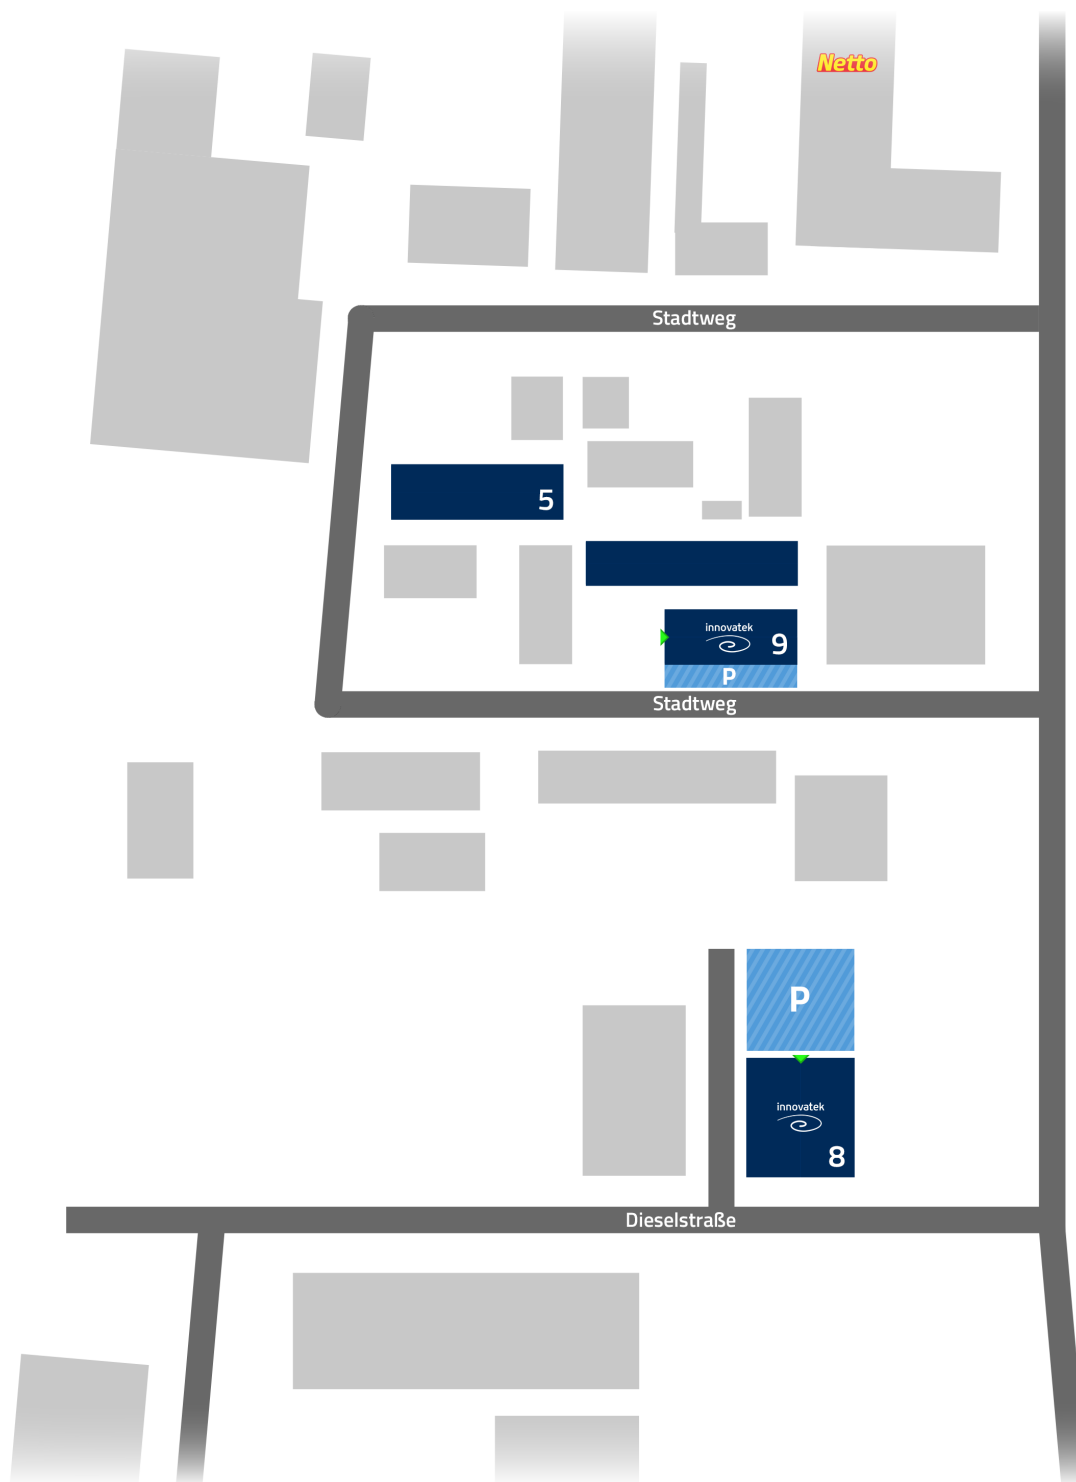 Netto
Stadtweg
5
innovatek
9
P
Stadtweg
P
innovatek
8
Dieselstraße